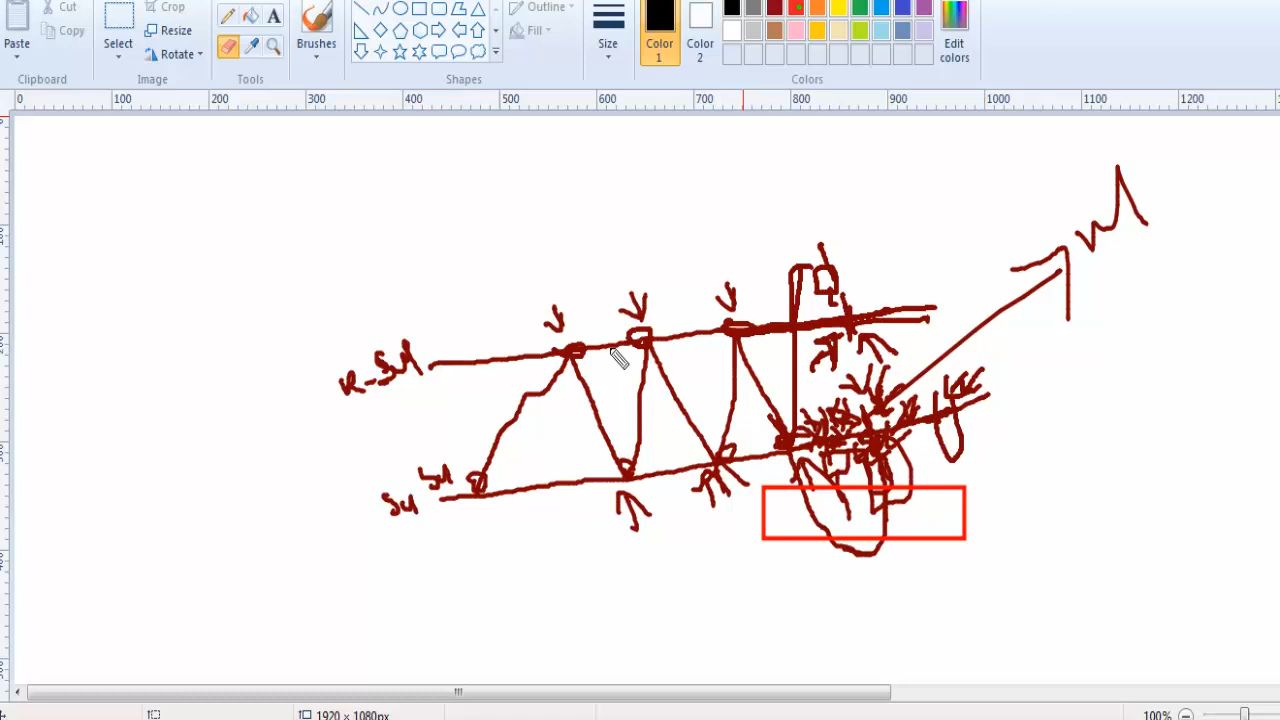 Cut
Crop
Outline
Copy
Resize
Fill
Paste
Select
Rotate
Brushes
Size
Color
1
Color
2
Edit
colors
Clipboard
Image
Tools
Shapes
Colors
0 100 200 300 400 500 600 700 800 900 1000 1100 1200
1920 × 1080px
100%